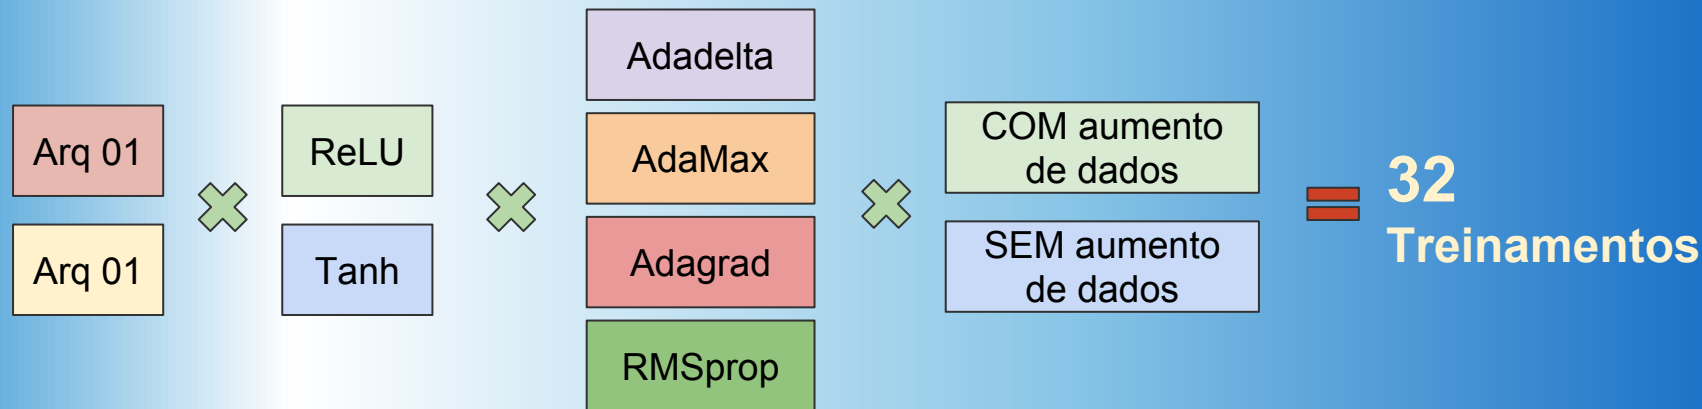 Arq 01
Arq 01
ReLU
Tanh
Adadelta
AdaMax
Adagrad
RMSprop
COM aumento
de dados
SEM aumento
de dados
32
Treinamentos